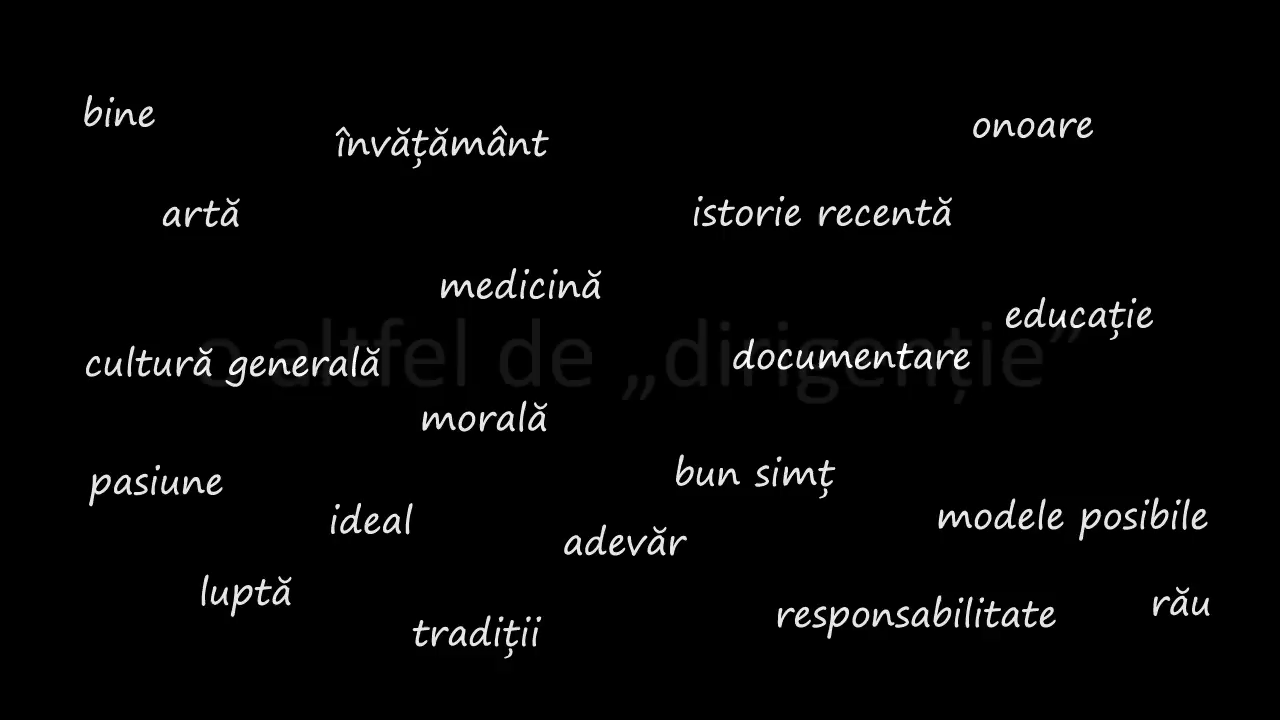 bine
învățământ
onoare
artă
istorie recentă
medicină
educație
o altfel de „dirigenție”
cultură generală
documentare
morală
pasiune
bun simț
ideal
modele posibile
adevăr
luptă
rău
tradiții
responsabilitate